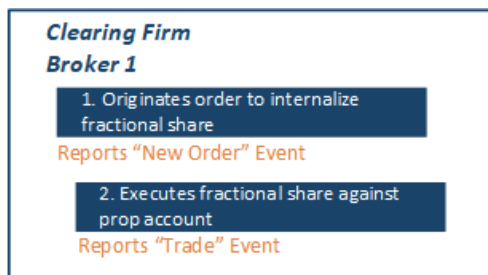 Clearing Firm
Broker 1
1. Originates order to internalize
fractional share
Reports “New Order” Event
2. Executes fractional share against
prop account
Reports “Trade” Event